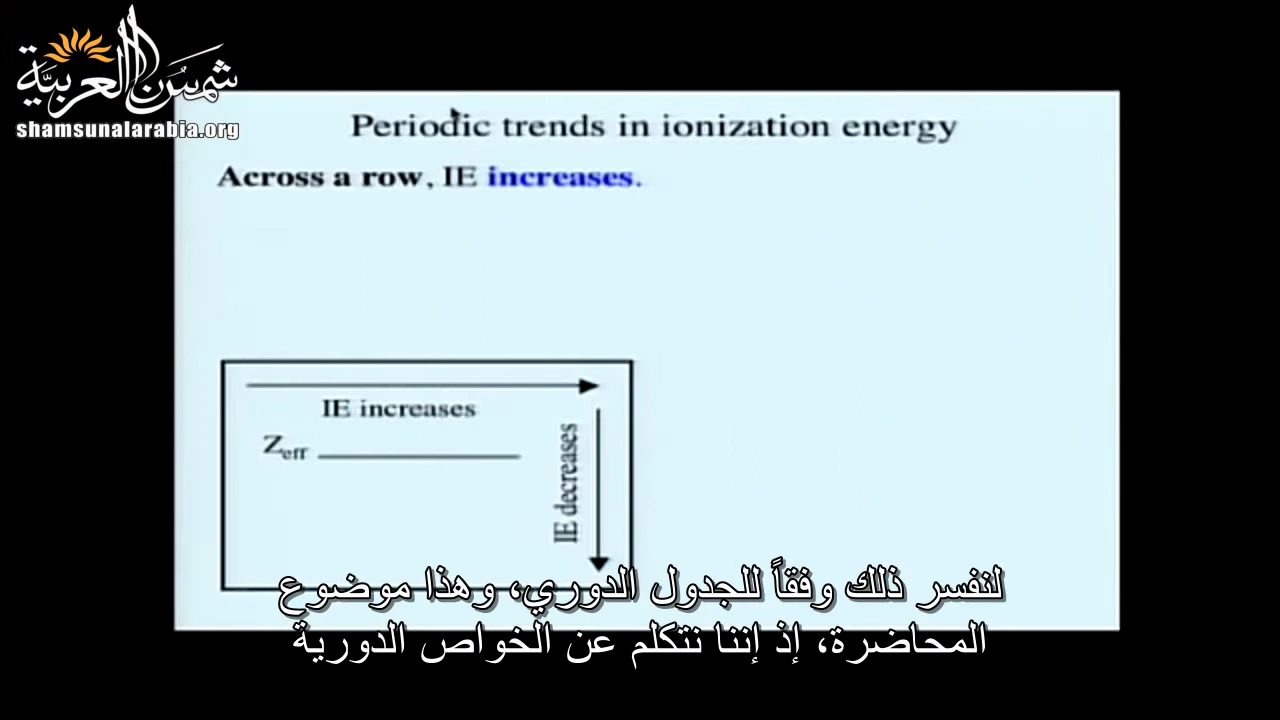 شمسُ العربيَّة
shamsunalarabia.org
Periodic trends in ionization energy
Across a row, IE increases.
IE increases
Zeff
IE decreases
لنفسر ذلك وفقاً للجدول الدوري، وهذا موضوع
المحاضرة، إذ إننا نتكلم عن الخواص الدورية